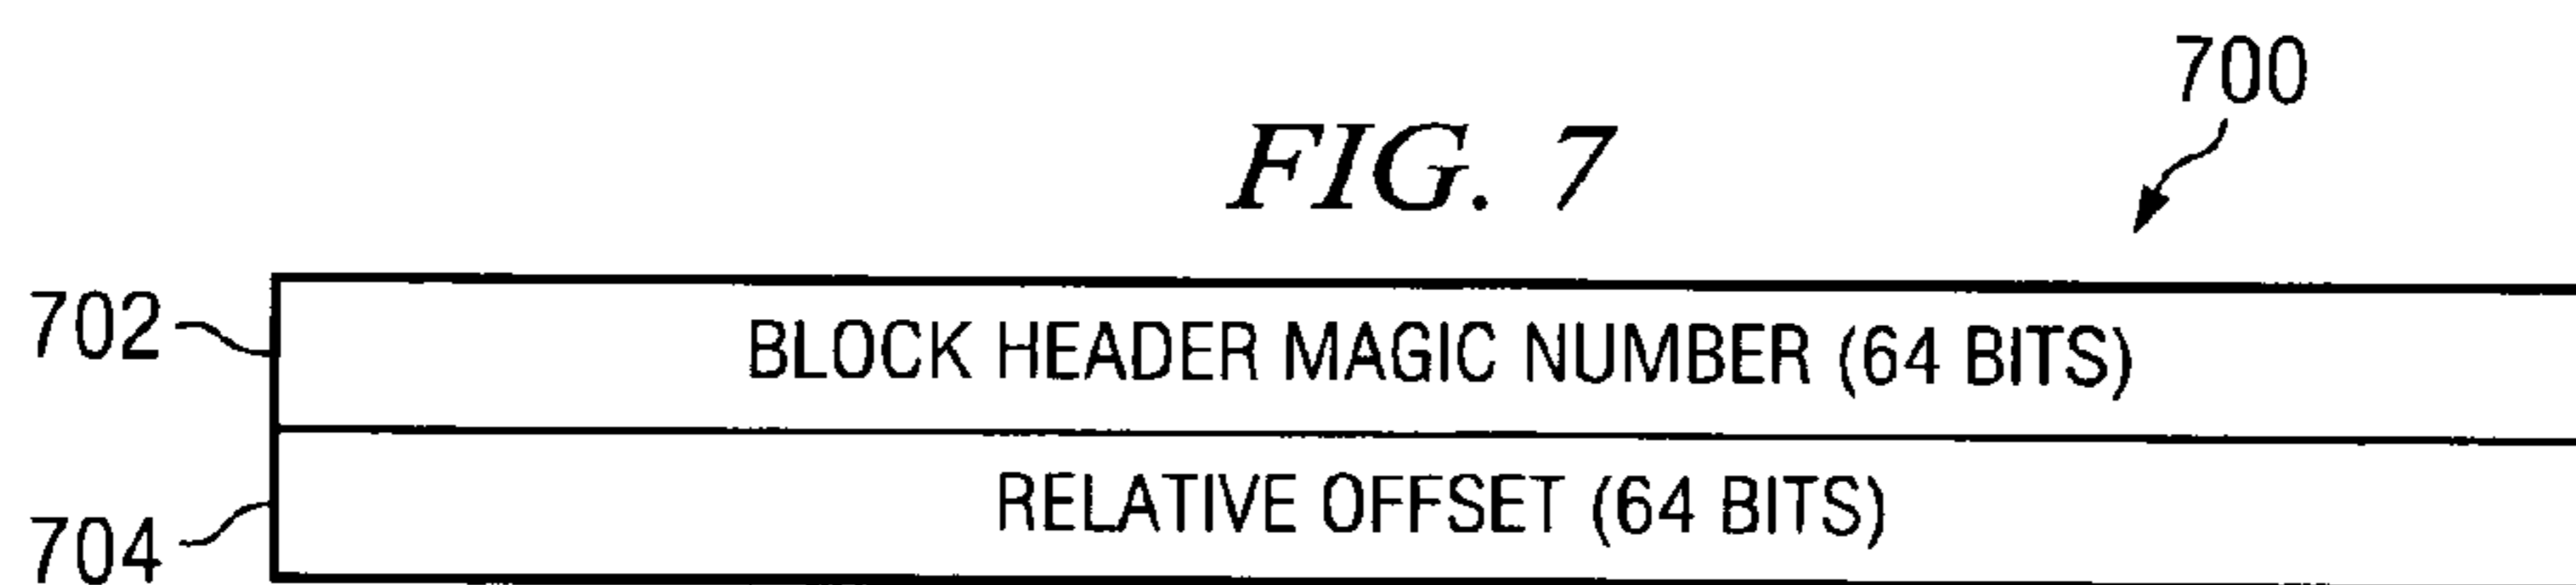 700
FIG. 7
702
BLOCK HEADER MAGIC NUMBER (64 BITS)
704
RELATIVE OFFSET (64 BITS)